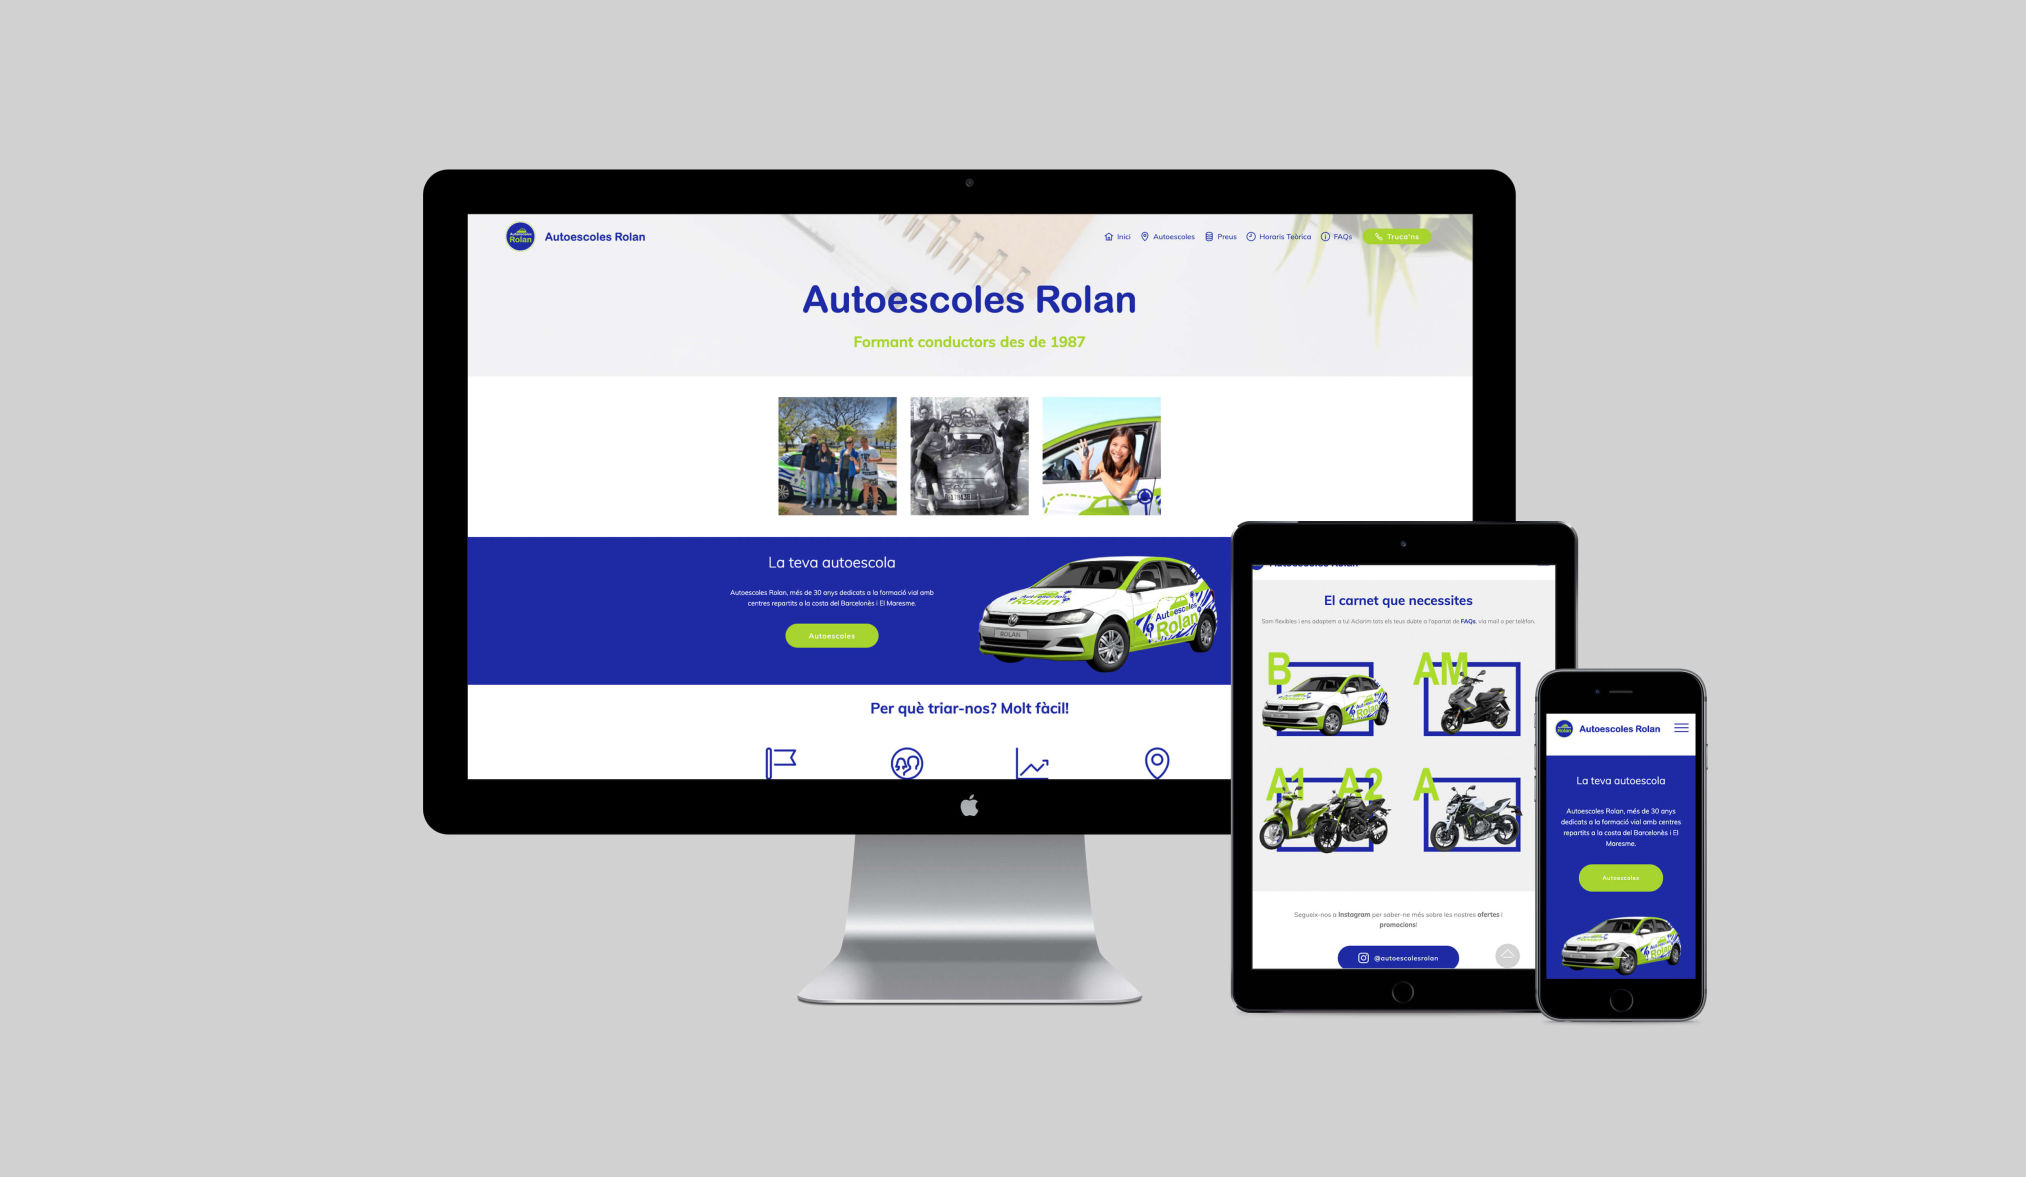 Autoescoles Rolan
Inici
Autoescoles
Preus
Horaris Teòrica
FAQs
Truca'ns
Autoescoles Rolan
Formant conductors des de 1987
La teva autoescola
Autoescoles Rolan, més de 30 anys dedicats a la formació vial amb
centres repartits a la costa del Barcelonès i El Maresme.
Autoescoles
Autoescoles
Rolan
ROLAN
Per què triar-nos? Molt fàcil!
Autoescoles Rolan
El carnet que necessites
Som flexibles i ens adaptem a tu! Aclarim tots els teus dubte a l'apartat de FAQs, via mail o per telèfon.
B
AM
A1
A2
A
Segueix-nos a Instagram per saber-ne més sobre les nostres ofertes i
promocions!
@autoescolesrolan
Autoescoles Rolan
La teva autoescola
Autoescoles Rolan, més de 30 anys
dedicats a la formació vial amb centres
repartits a la costa del Barcelonès i El
Maresme.
Autoescoles